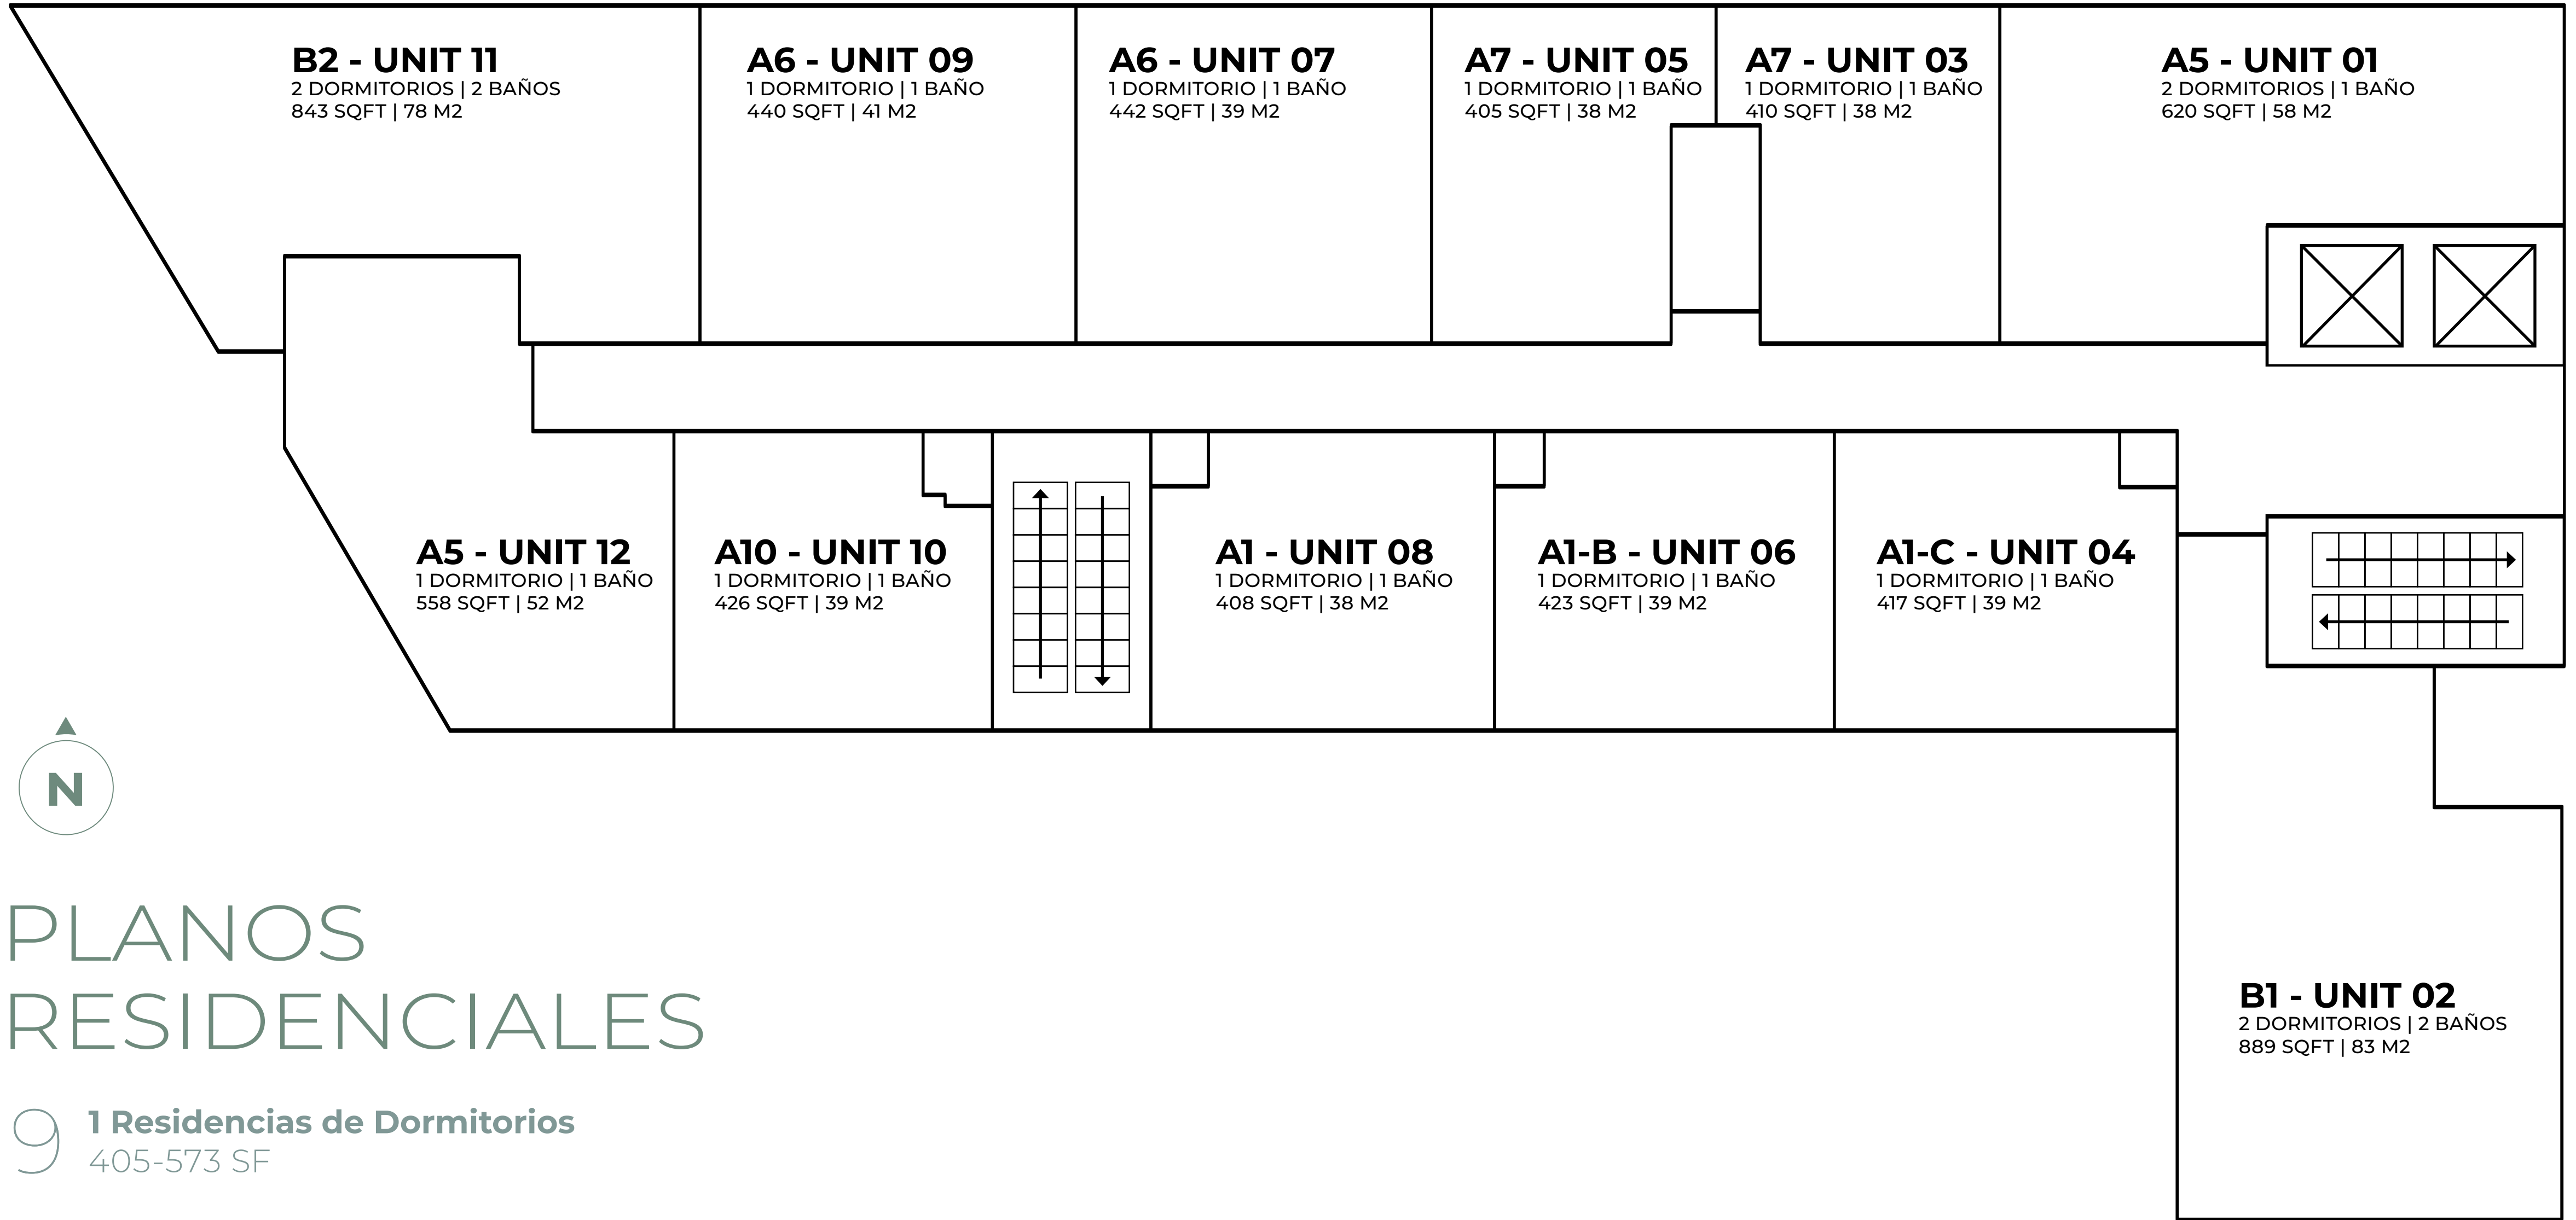 B2 - UNIT 11
2 DORMITORIOS | 2 BAÑOS
843 SQFT | 78 M2
A6 - UNIT 09
1 DORMITORIO | 1 BAÑO
440 SQFT | 41 M2
A6 - UNIT 07
1 DORMITORIO | 1 BAÑO
442 SQFT | 39 M2
A7 - UNIT 05
1 DORMITORIO | 1 BAÑO
405 SQFT | 38 M2
A7 - UNIT 03
1 DORMITORIO | 1 BAÑO
410 SQFT | 38 M2
A5 - UNIT 01
2 DORMITORIOS | 1 BAÑO
620 SQFT | 58 M2
A5 - UNIT 12
1 DORMITORIO | 1 BAÑO
558 SQFT | 52 M2
A10 - UNIT 10
1 DORMITORIO | 1 BAÑO
426 SQFT | 39 M2
A1 - UNIT 08
1 DORMITORIO | 1 BAÑO
408 SQFT | 38 M2
A1-B - UNIT 06
1 DORMITORIO | 1 BAÑO
423 SQFT | 39 M2
A1-C - UNIT 04
1 DORMITORIO | 1 BAÑO
417 SQFT | 39 M2
N
B1 - UNIT 02
2 DORMITORIOS | 2 BAÑOS
889 SQFT | 83 M2
PLANOS
RESIDENCIALES
9
1 Residencias de Dormitorios
405-573 SF